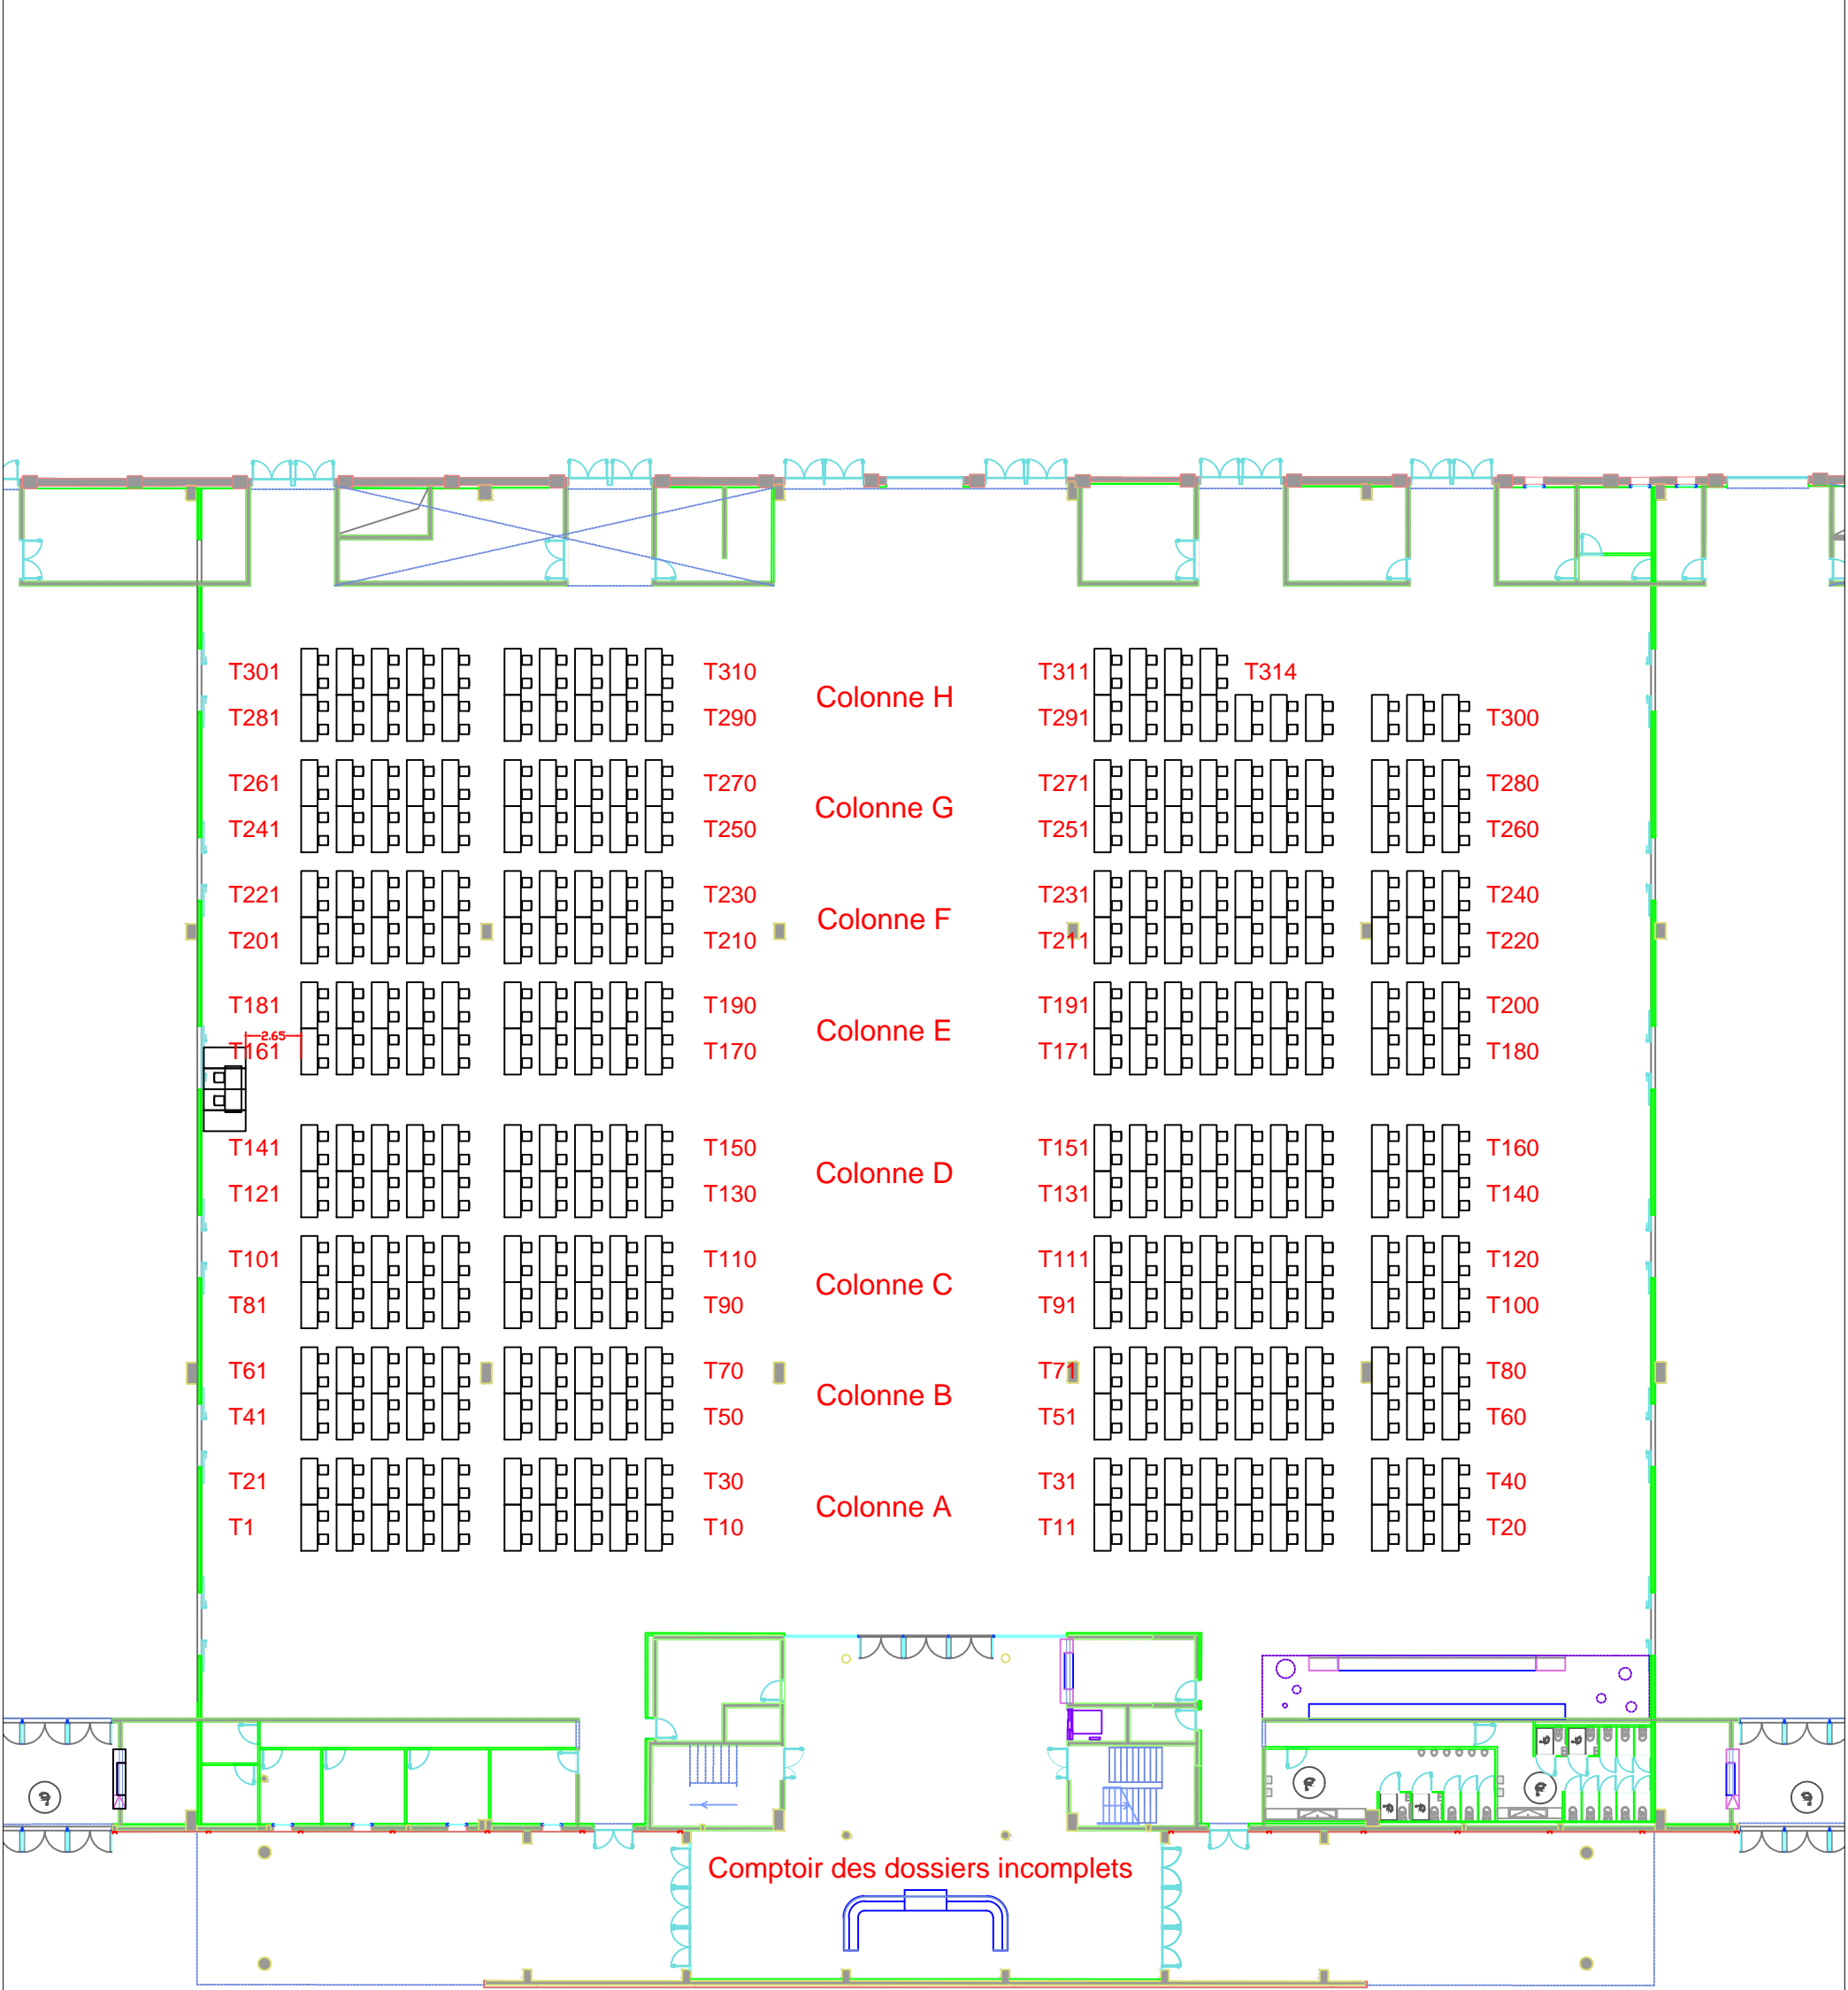 T301 T310 T311 T314
Colonne H
T281 T290 T291 T300
T261 T270 T271 T280
Colonne G
T241 T250 T251 T260
T221 T230 T231 T240
Colonne F
T201 T210 T211 T220
T181 T190 T191 T200
Colonne E
2.65
T161 T170 T171 T180
T141 T150 T151 T160
Colonne D
T121 T130 T131 T140
T101 T110 T111 T120
Colonne C
T81 T90 T91 T100
T61 T70 T71 T80
Colonne B
T41 T50 T51 T60
T21 T30 T31 T40
Colonne A
T1 T10 T11 T20
Comptoir des dossiers incomplets